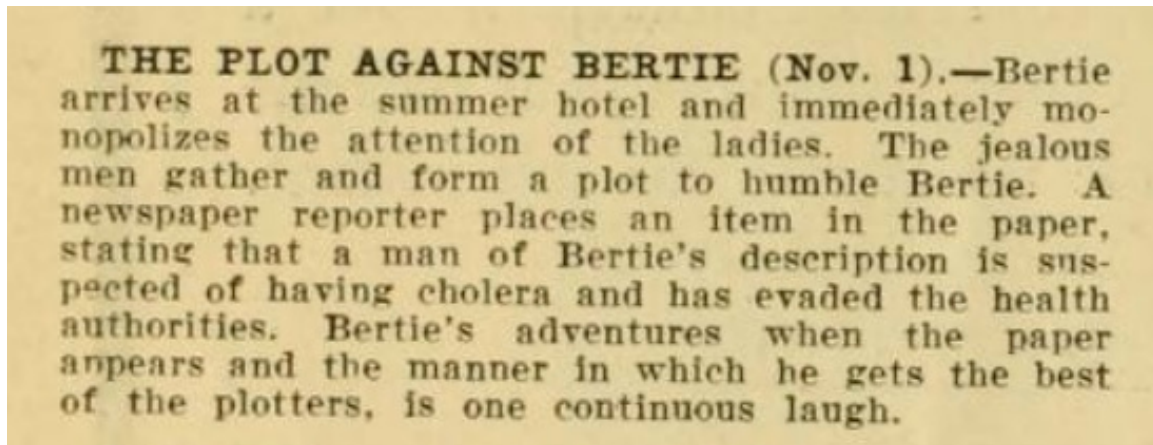 THE PLOT AGAINST BERTIE (Nov. 1).—Bertie
arrives at the summer hotel and immediately mo-
nopolizes the attention of the ladies. The jealous
men gather and form a plot to humble Bertie. A
newspaper reporter places an item in the paper,
stating that a man of Bertie's description is sus-
pected of having cholera and has evaded the health
authorities. Bertie's adventures when the paper
appears and the manner in which he gets the best
of the plotters, is one continuous laugh.